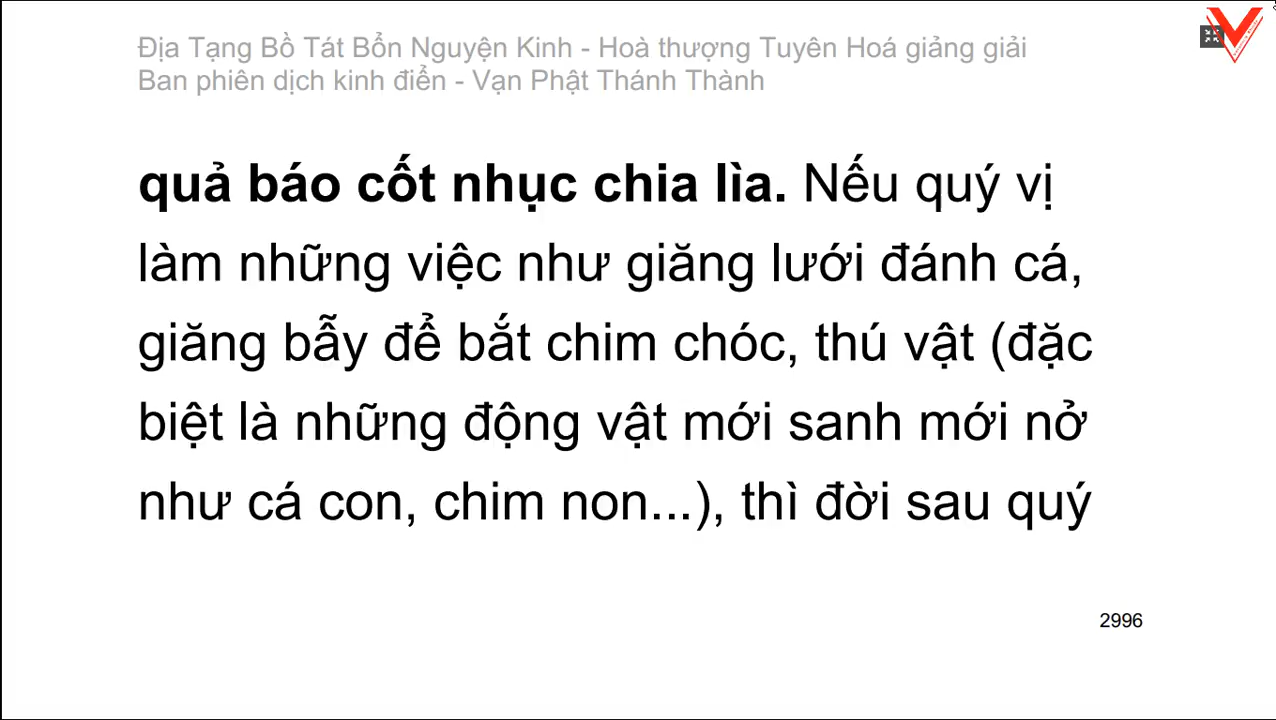 Địa Tạng Bồ Tát Bổn Nguyện Kinh - Hoà thượng Tuyên Hoá giảng giải
Ban phiên dịch kinh điển - Vạn Phật Thánh Thành
quả báo cốt nhục chia lìa. Nếu quý vị
làm những việc như giăng lưới đánh cá,
giăng bẫy để bắt chim chóc, thú vật (đặc
biệt là những động vật mới sanh mới nở
như cá con, chim non...), thì đời sau quý
2996